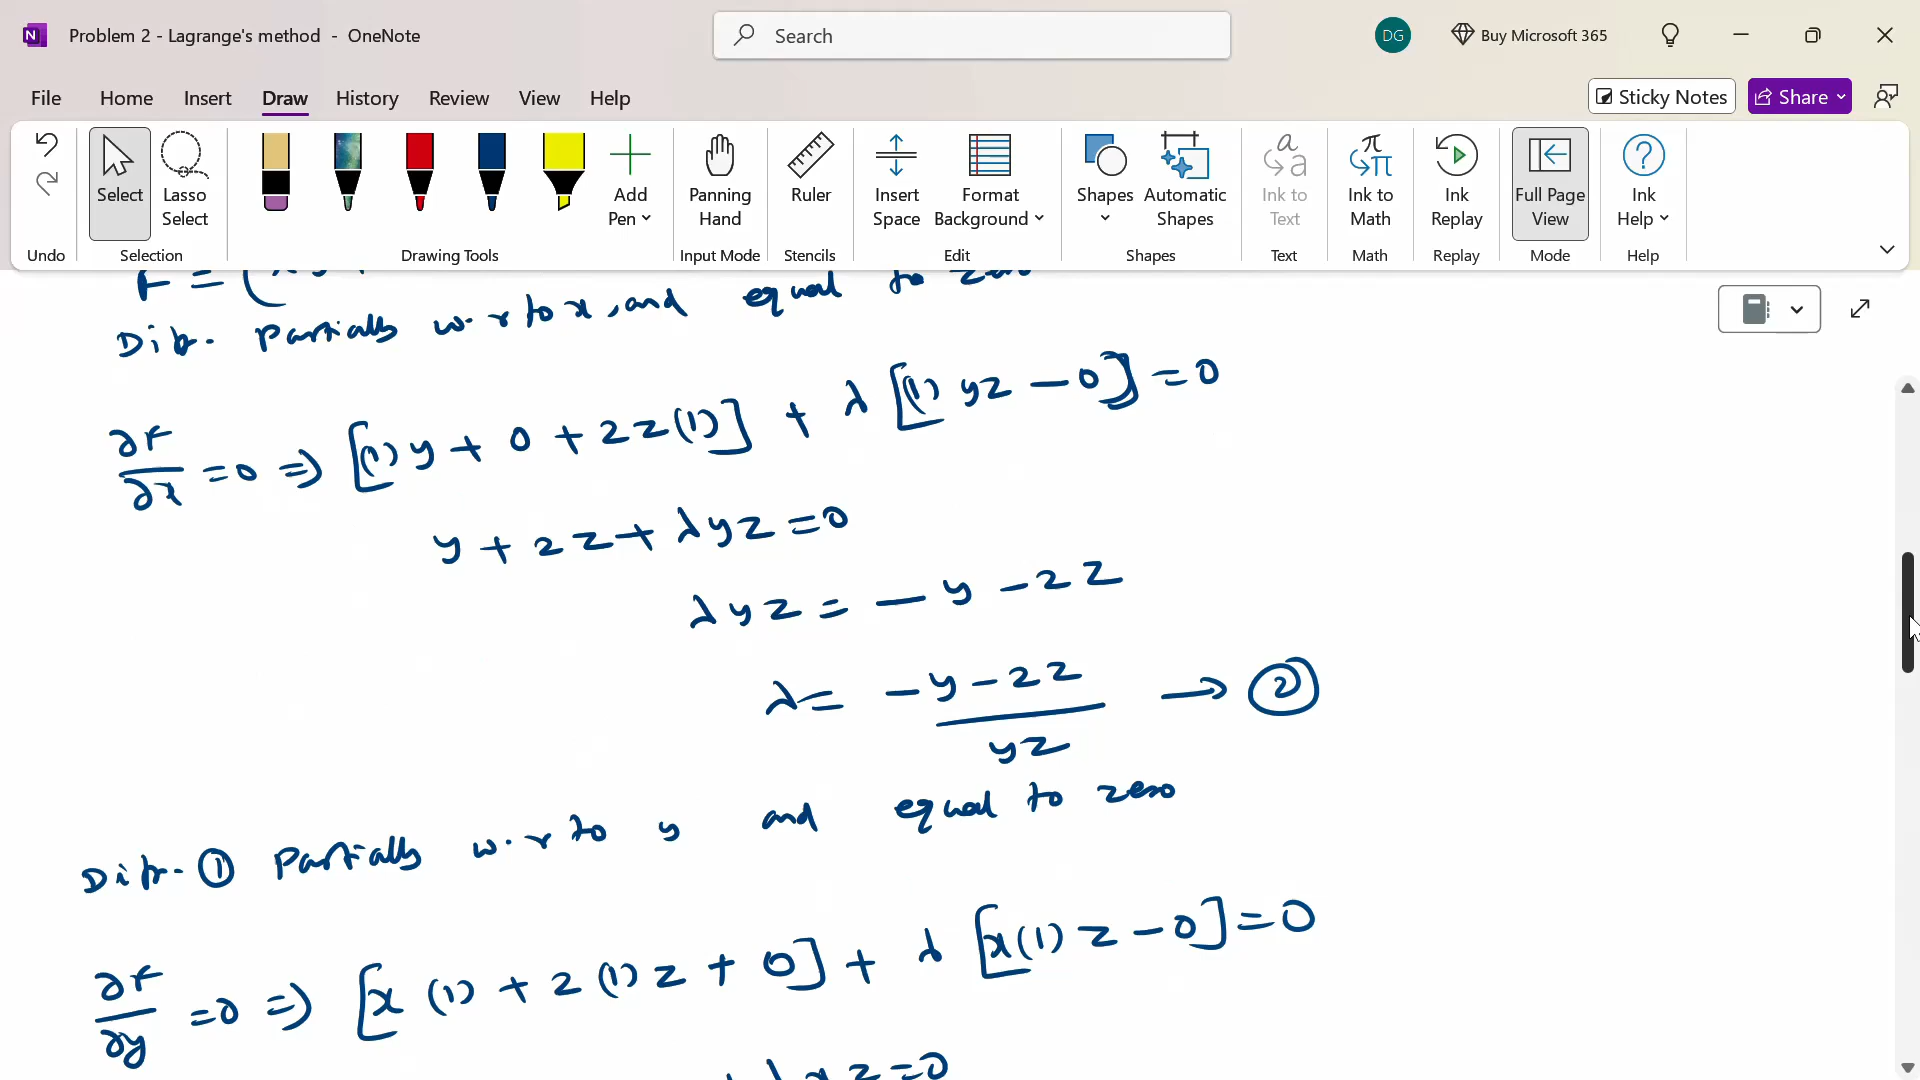 Problem 2 - Lagrange's method - OneNote
Search
DG
Buy Microsoft 365
File Home Insert Draw History Review View Help
Sticky Notes
Share
Select
Lasso Select
Add Pen
Panning Hand
Ruler
Insert Space
Format Background
Shapes
Automatic Shapes
Ink to Text
Ink to Math
Ink Replay
Full Page View
Ink Help
Undo
Selection
Drawing Tools
Input Mode
Stencils
Edit
Shapes
Text
Math
Replay
Mode
Help
F = (
Diff. Partially w.r to x, and equal to zero
∂F/∂x = 0 ⇒ [(1)y + 0 + 2z(1)] + λ[(1)yz - 0] = 0
y + 2z + λyz = 0
λyz = -y - 2z
λ = (-y - 2z)/yz → ②
Diff. ① Partially w.r to y and equal to zero
∂F/∂y = 0 ⇒ [x(1) + 2(1)z + 0] + λ[x(1)z - 0] = 0
λxz = 0